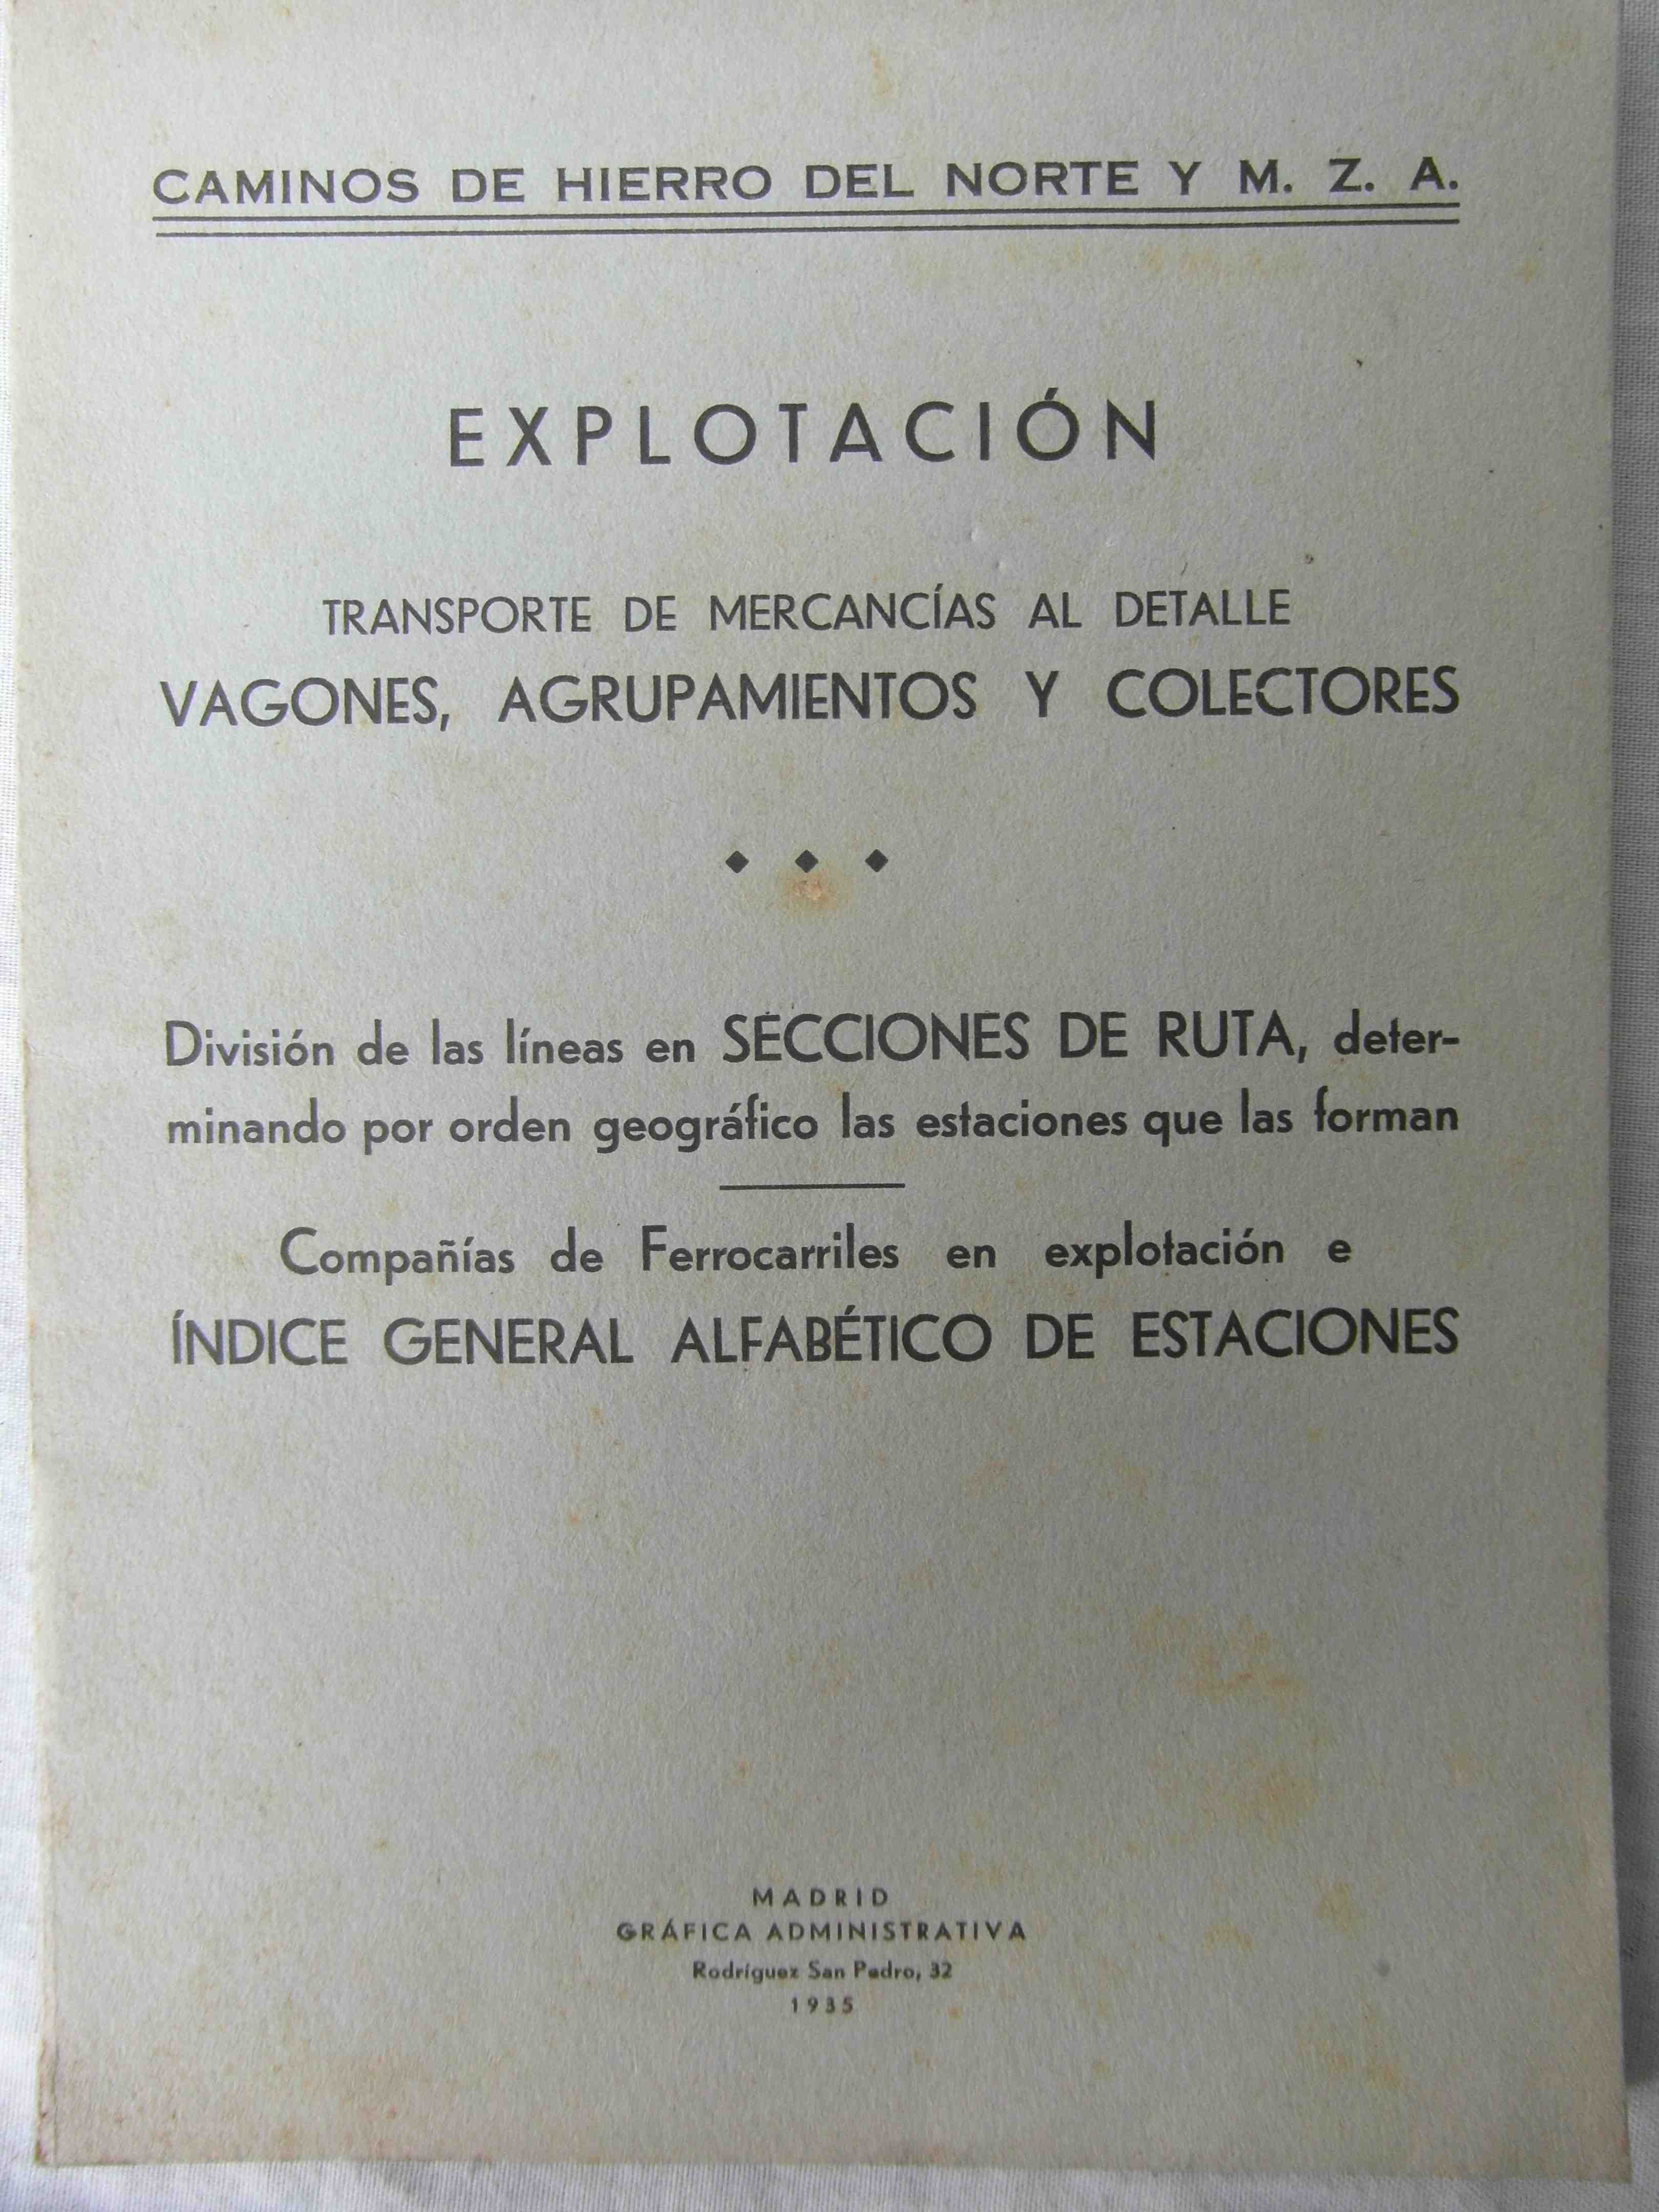 CAMINOS DE HIERRO DEL NORTE Y M. Z. A.
EXPLOTACIÓN
TRANSPORTE DE MERCANCÍAS AL DETALLE
VAGONES, AGRUPAMIENTOS Y COLECTORES
División de las líneas en SECCIONES DE RUTA, deter-
minando por orden geográfico las estaciones que las forman
Compañías de Ferrocarriles en explotación e
ÍNDICE GENERAL ALFABÉTICO DE ESTACIONES
MADRID
GRÁFICA ADMINISTRATIVA
Rodríguez San Pedro, 32
1935